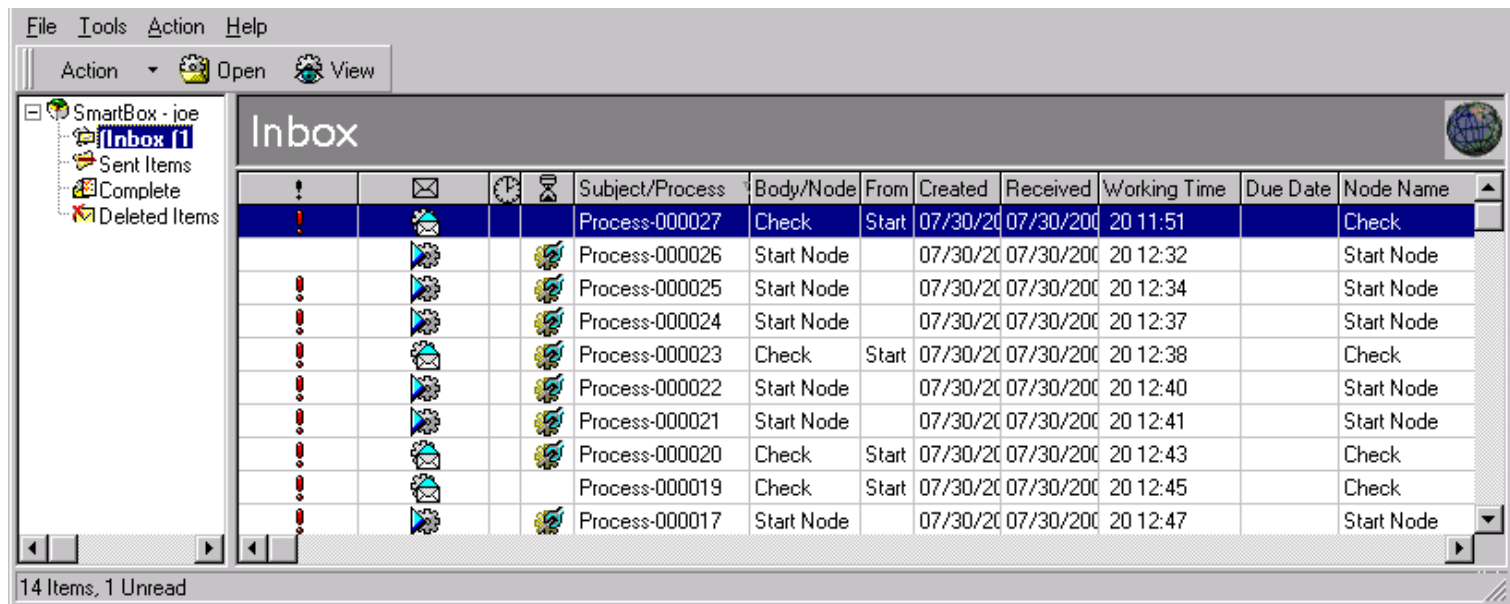 File Tools Action Help
Action Open View
SmartBox - joe
Inbox (1
Sent Items
Complete
Deleted Items
Inbox
! Subject/Process Body/Node From Created Received Working Time Due Date Node Name
! Process-000027 Check Start 07/30/20 07/30/200 20 11:51 Check
Process-000026 Start Node 07/30/20 07/30/200 20 12:32 Start Node
! Process-000025 Start Node 07/30/20 07/30/200 20 12:34 Start Node
! Process-000024 Start Node 07/30/20 07/30/200 20 12:37 Start Node
! Process-000023 Check Start 07/30/20 07/30/200 20 12:38 Check
! Process-000022 Start Node 07/30/20 07/30/200 20 12:40 Start Node
! Process-000021 Start Node 07/30/20 07/30/200 20 12:41 Start Node
! Process-000020 Check Start 07/30/20 07/30/200 20 12:43 Check
! Process-000019 Check Start 07/30/20 07/30/200 20 12:45 Check
! Process-000017 Start Node 07/30/20 07/30/200 20 12:47 Start Node
14 Items, 1 Unread